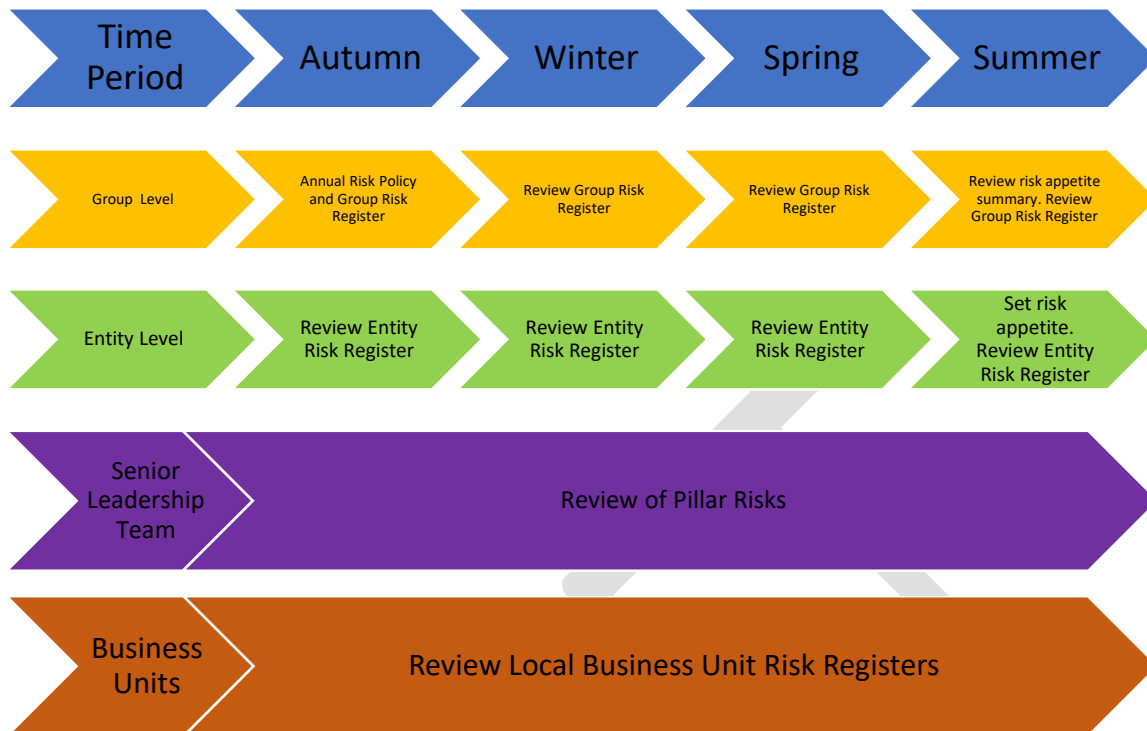 Time
Period
Autumn
Winter
Spring
Summer
Group Level
Annual Risk Policy
and Group Risk
Register
Review Group Risk
Register
Review Group Risk
Register
Review risk appetite
summary. Review
Group Risk Register
Entity Level
Review Entity
Risk Register
Review Entity
Risk Register
Review Entity
Risk Register
Set risk
appetite.
Review Entity
Risk Register
Senior
Leadership
Team
Review of Pillar Risks
Business
Units
Review Local Business Unit Risk Registers